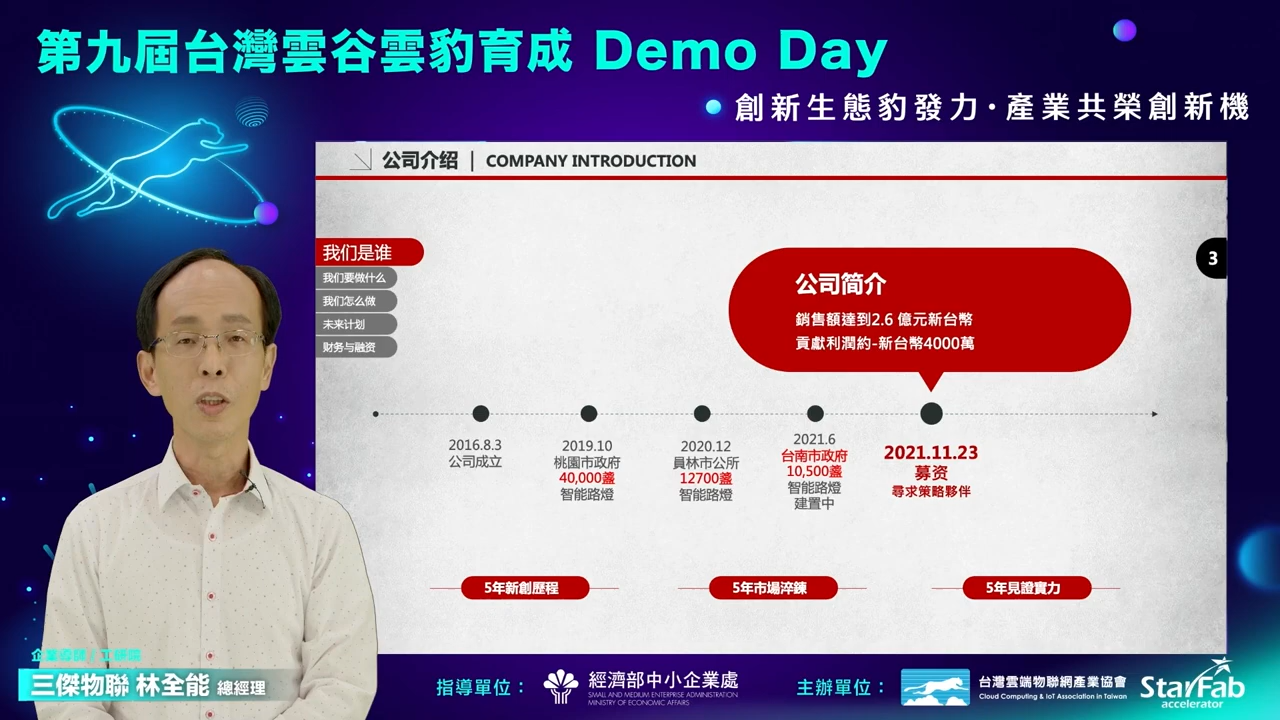 第九屆台灣雲谷雲豹育成 Demo Day
創新生態豹發力·產業共榮創新機
公司介绍 | COMPANY INTRODUCTION
我们是谁
我们要做什么
我们怎么做
未来计划
财务与融资
3
公司简介
銷售額達到2.6 億元新台幣
貢獻利潤約-新台幣4000萬
2016.8.3
公司成立
2019.10
桃園市政府
40,000盞
智能路燈
2020.12
員林市公所
12700盞
智能路燈
2021.6
台南市政府
10,500盞
智能路燈
建置中
2021.11.23
募资
尋求策略夥伴
5年新創歷程
5年市場淬鍊
5年見證實力
三傑物聯 林全能 總經理
指導單位：
經濟部中小企業處
SMALL AND MEDIUM ENTERPRISE ADMINISTRATION
MINISTRY OF ECONOMIC AFFAIRS
主辦單位：
台灣雲端物聯網產業協會
Cloud Computing & IoT Association in Taiwan
StarFab
accelerator